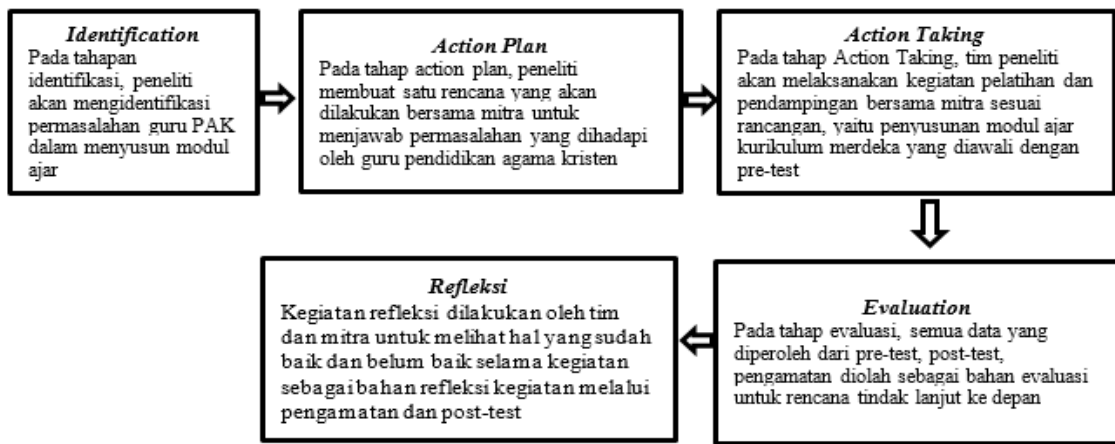 Identification
Pada tahapan
identifikasi, peneliti
akan mengidentifikasi
permasalahan guru PAK
dalam menyusun modul
ajar
Action Plan
Pada tahap action plan, peneliti
membuat satu rencana yang akan
dilakukan bersama mitra untuk
menjawab permasalahan yang dihadapi
oleh guru pendidikan agama kristen
Action Taking
Pada tahap Action Taking, tim peneliti
akan melaksanakan kegiatan pelatihan dan
pendampingan bersama mitra sesuai
rancangan, yaitu penyusunan modul ajar
kurikulum merdeka yang diawali dengan
pre-test
Evaluation
Pada tahap evaluasi, semua data yang
diperoleh dari pre-test, post-test,
pengamatan diolah sebagai bahan evaluasi
untuk rencana tindak lanjut ke depan
Refleksi
Kegiatan refleksi dilakukan oleh tim
dan mitra untuk melihat hal yang sudah
baik dan belum baik selama kegiatan
sebagai bahan refleksi kegiatan melalui
pengamatan dan post-test